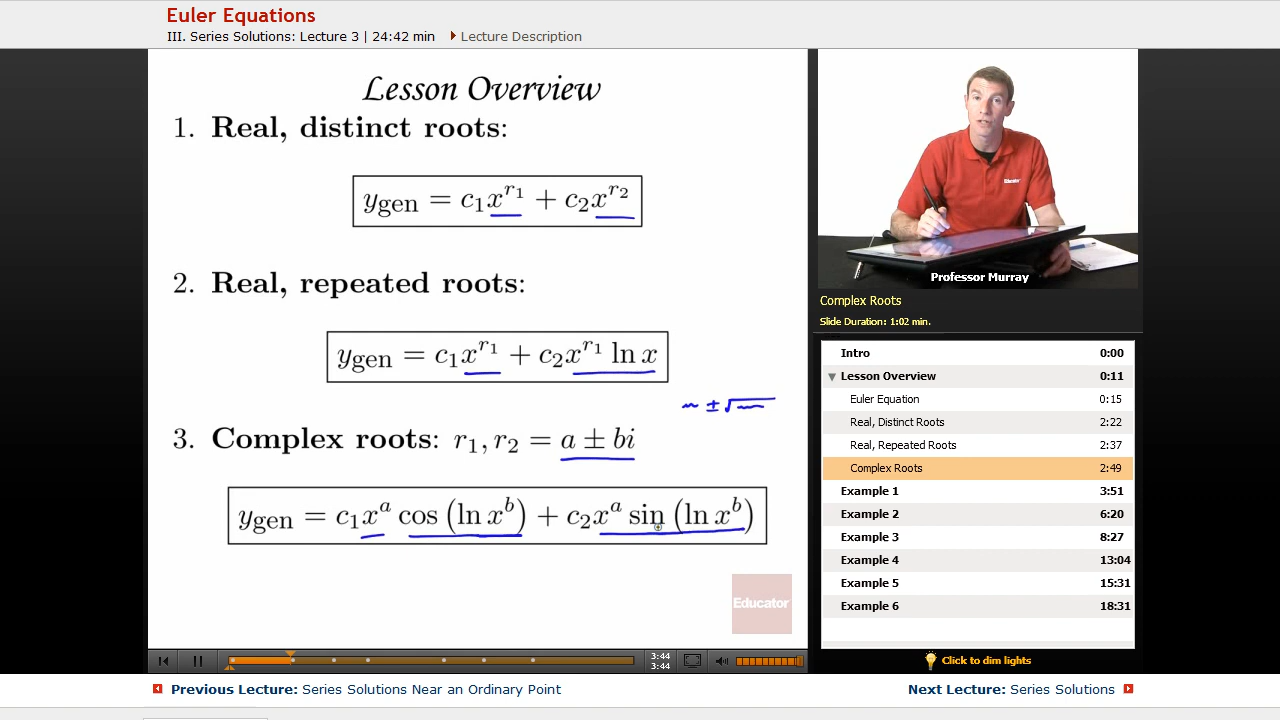 Euler Equations
III. Series Solutions: Lecture 3 | 24:42 min Lecture Description
Lesson Overview
1. Real, distinct roots:
y_gen = c₁x^{r₁} + c₂x^{r₂}
2. Real, repeated roots:
y_gen = c₁x^{r₁} + c₂x^{r₁} ln x
3. Complex roots: r₁, r₂ = a ± bi
y_gen = c₁x^a cos (ln x^b) + c₂x^a sin (ln x^b)
Educator
3:44
3:44
Educator
Professor Murray
Complex Roots
Slide Duration: 1:02 min.
Intro 0:00
Lesson Overview 0:11
Euler Equation 0:15
Real, Distinct Roots 2:22
Real, Repeated Roots 2:37
Complex Roots 2:49
Example 1 3:51
Example 2 6:20
Example 3 8:27
Example 4 13:04
Example 5 15:31
Example 6 18:31
Click to dim lights
Previous Lecture: Series Solutions Near an Ordinary Point
Next Lecture: Series Solutions